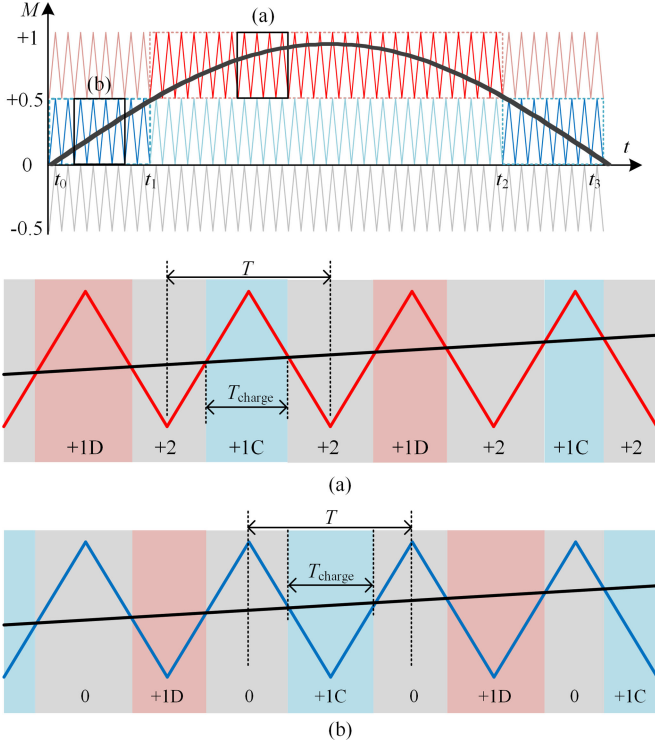 M
(a)
+1
(b)
+0.5
0
t0 t1 t2 t3 t
-0.5
T
Tcharge
+1D +2 +1C +2 +1D +2 +1C +2
(a)
T
Tcharge
0 +1D 0 +1C 0 +1D 0 +1C
(b)